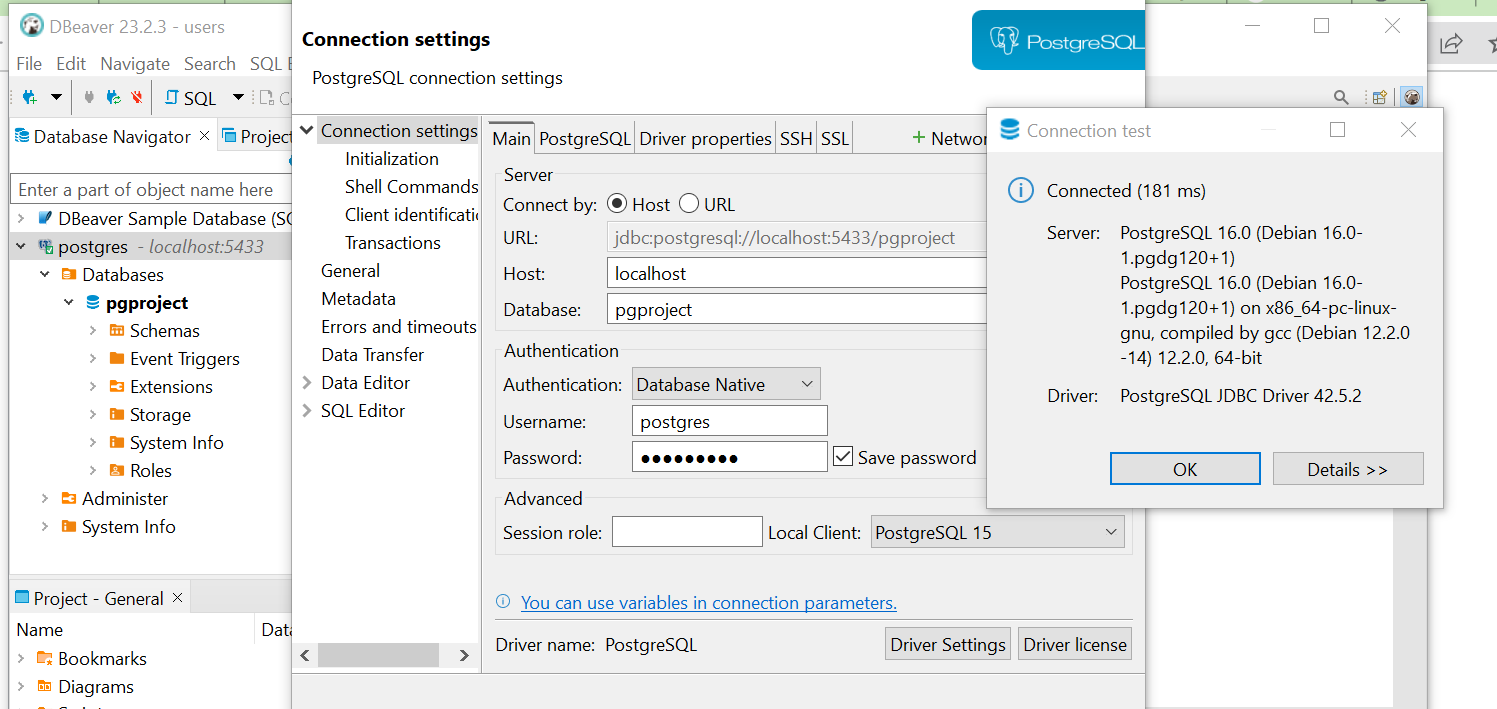 DBeaver 23.2.3 - users
File Edit Navigate Search SQL
SQL
Database Navigator
Project
Enter a part of object name here
DBeaver Sample Database
postgres - localhost:5433
Databases
pgproject
Schemas
Event Triggers
Extensions
Storage
System Info
Roles
Administer
System Info
Project - General
Name
Bookmarks
Diagrams
Connection settings
PostgreSQL connection settings
PostgreSQL
Connection settings
Initialization
Shell Commands
Transactions
General
Metadata
Errors and timeouts
Data Transfer
Data Editor
SQL Editor
Main PostgreSQL Driver properties SSH SSL
Server
Connect by: Host URL
URL: jdbc:postgresql://localhost:5433/pgproject
Host: localhost
Database: pgproject
Authentication
Authentication: Database Native
Username: postgres
Password: ●●●●●●●●● Save password
Advanced
Session role: Local Client: PostgreSQL 15
You can use variables in connection parameters.
Driver name: PostgreSQL Driver Settings Driver license
Connection test
Connected (181 ms)
Server: PostgreSQL 16.0 (Debian 16.0-
1.pgdg120+1)
PostgreSQL 16.0 (Debian 16.0-
1.pgdg120+1) on x86_64-pc-linux-
gnu, compiled by gcc (Debian 12.2.0
-14) 12.2.0, 64-bit
Driver: PostgreSQL JDBC Driver 42.5.2
OK Details >>